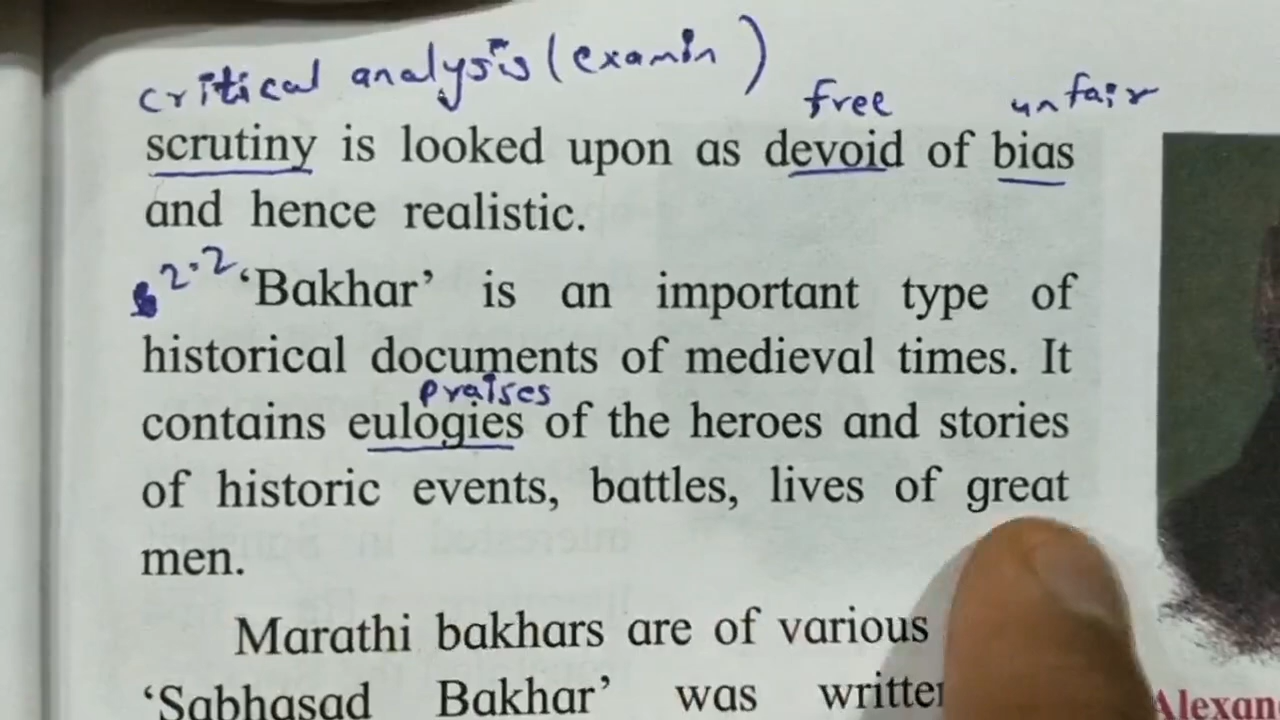 critical analysis (examin)
free unfair
scrutiny is looked upon as devoid of bias
and hence realistic.
2.2 ‘Bakhar’ is an important type of
historical documents of medieval times. It
praises
contains eulogies of the heroes and stories
of historic events, battles, lives of great
men.
Marathi bakhars are of various
‘Sabhasad Bakhar’ was